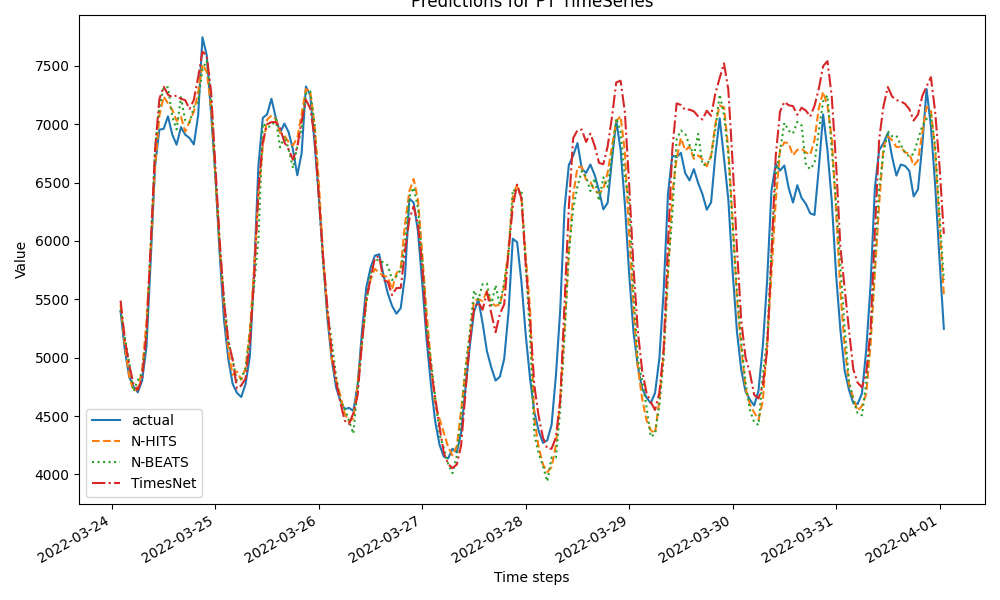 Predictions for PT TimeSeries
Value
7500
7000
6500
6000
5500
5000
4500
4000
actual
N-HITS
N-BEATS
TimesNet
2022-03-24
2022-03-25
2022-03-26
2022-03-27
2022-03-28
2022-03-29
2022-03-30
2022-03-31
2022-04-01
Time steps